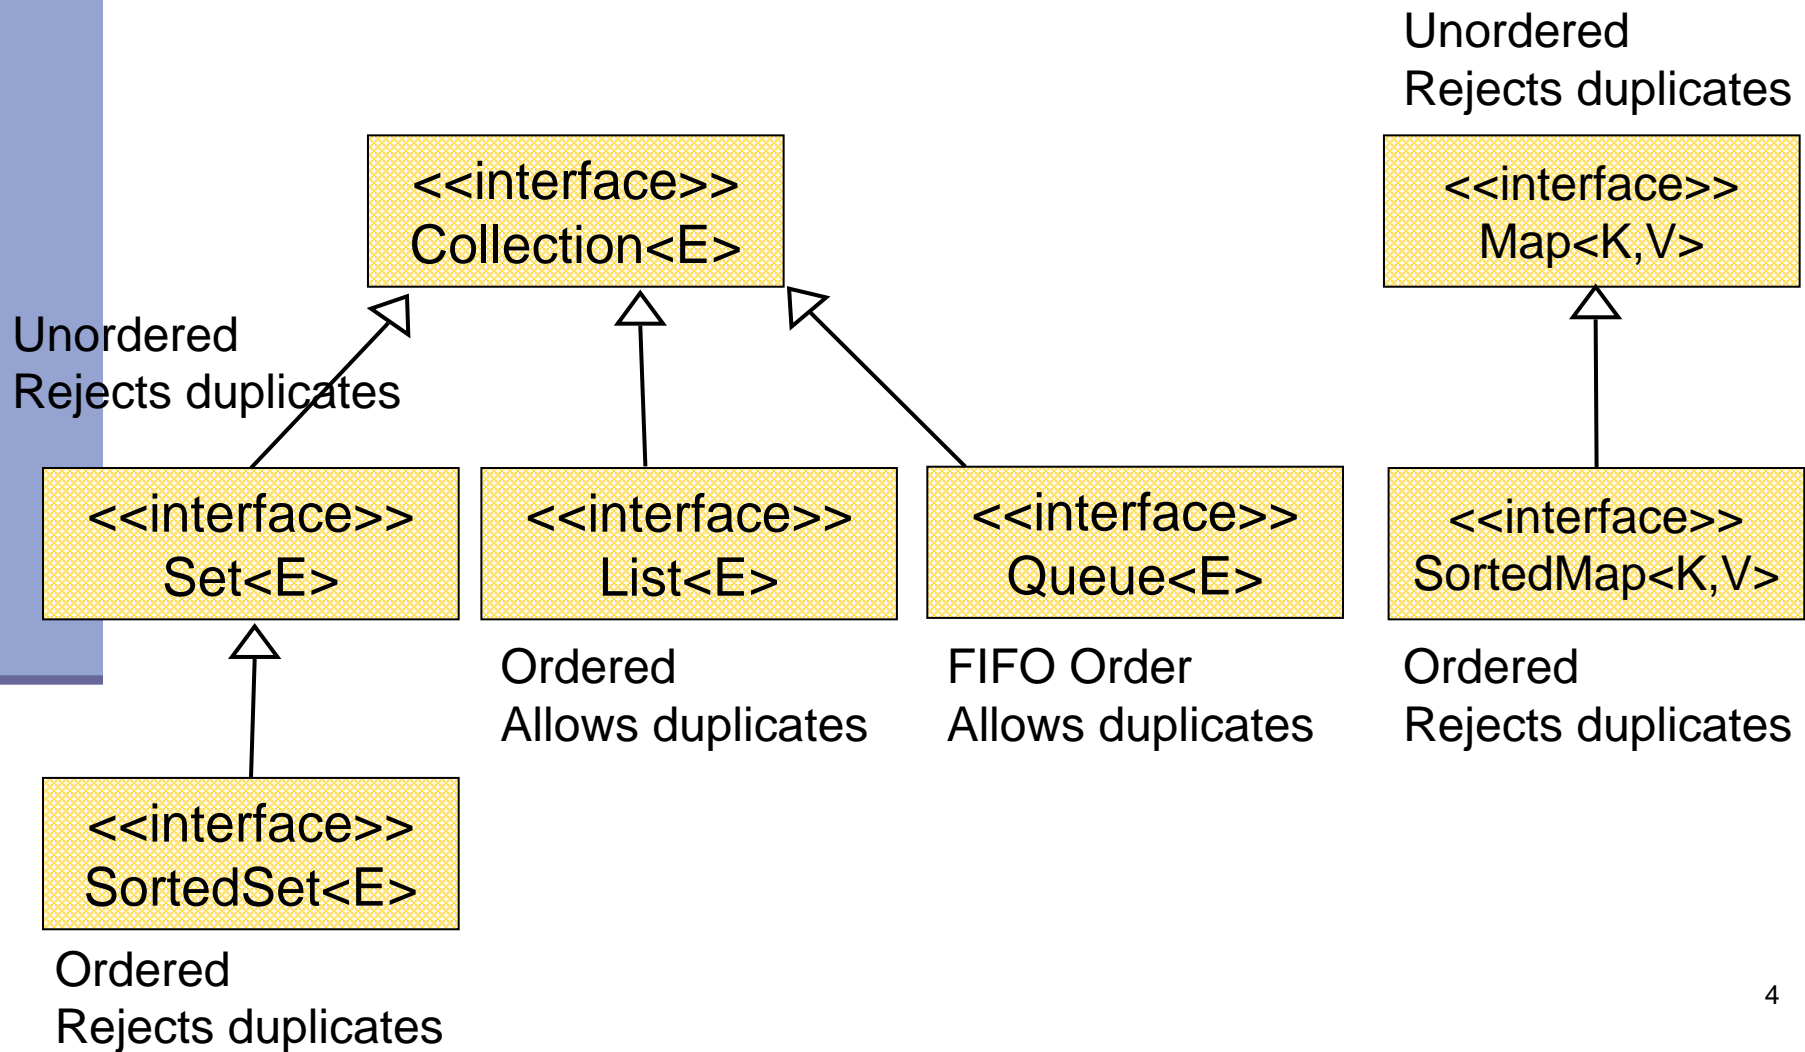 Unordered
Rejects duplicates
<<interface>>
Collection<E>
<<interface>>
Map<K,V>
Unordered
Rejects duplicates
<<interface>>
Set<E>
<<interface>>
List<E>
<<interface>>
Queue<E>
<<interface>>
SortedMap<K,V>
Ordered
Allows duplicates
FIFO Order
Allows duplicates
Ordered
Rejects duplicates
<<interface>>
SortedSet<E>
Ordered
Rejects duplicates
4